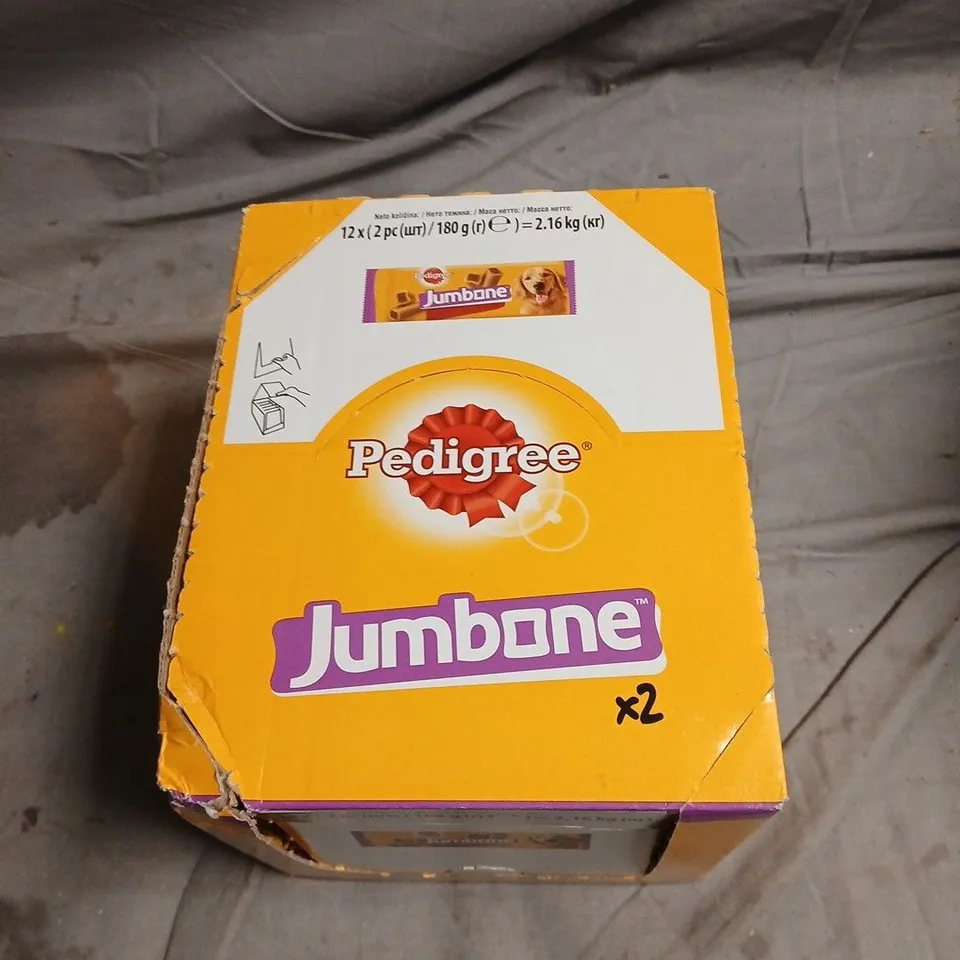 Neto količina: / Нето тежина: / Маса нетто: / Масса нетто:
12 x ( 2 pc (шт) / 180 g (г) e ) = 2.16 kg (кг)
Pedigree
Jumbone
Pedigree®
Jumbone™
x2
Jumbone